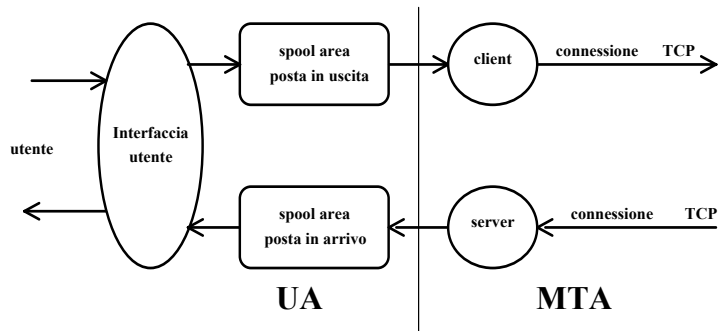 spool area
posta in uscita
client
connessione TCP
utente
Interfaccia
utente
spool area
posta in arrivo
server
connessione TCP
UA
MTA